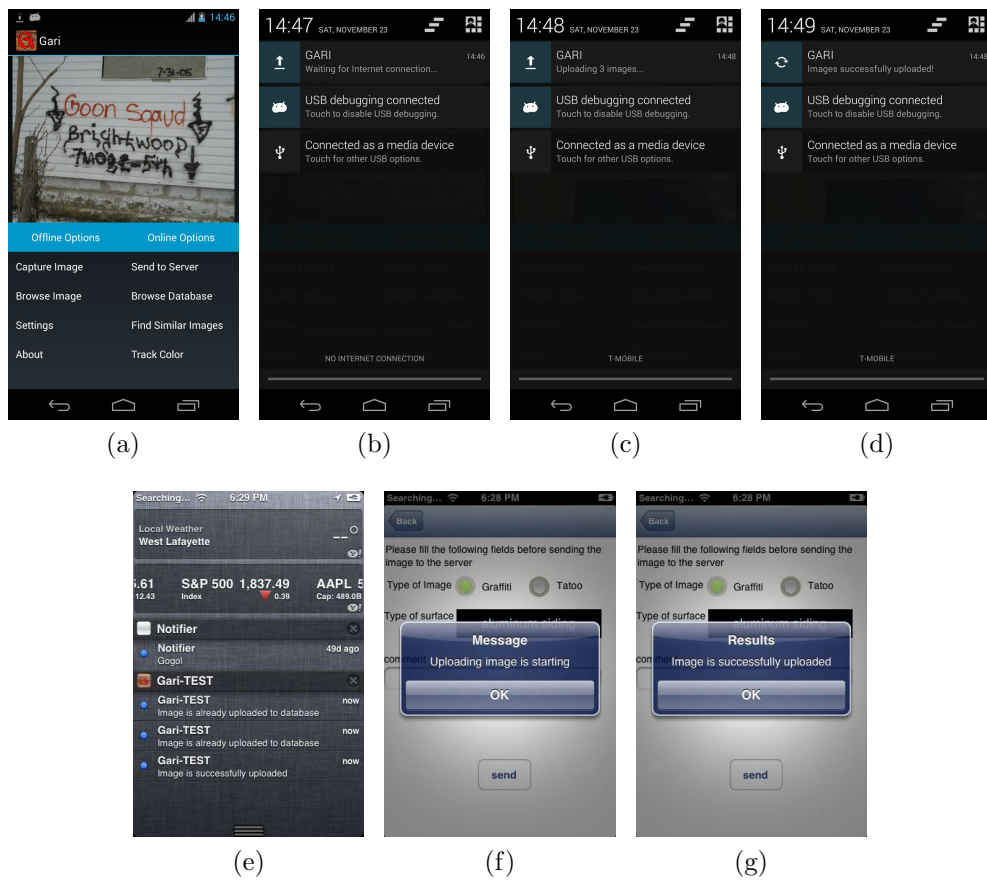 14:46
Gari
7-31-05
Goon Sqaud
Brightwood
Offline Options Online Options
Capture Image Send to Server
Browse Image Browse Database
Settings Find Similar Images
About Track Color
(a)
14:47 SAT, NOVEMBER 23
GARI 14:46
Waiting for Internet connection...
USB debugging connected
Touch to disable USB debugging.
Connected as a media device
Touch for other USB options.
NO INTERNET CONNECTION
(b)
14:48 SAT, NOVEMBER 23
GARI 14:48
Uploading 3 images...
USB debugging connected
Touch to disable USB debugging.
Connected as a media device
Touch for other USB options.
T-MOBILE
(c)
14:49 SAT, NOVEMBER 23
GARI 14:48
Images successfully uploaded!
USB debugging connected
Touch to disable USB debugging.
Connected as a media device
Touch for other USB options.
T-MOBILE
(d)
Searching... 6:29 PM
Local Weather
West Lafayette
.61 S&P 500 1,837.49 AAPL 5
12.43 Index 0.39 Cap: 489.0B
Notifier
Notifier 49d ago
Gogol
Gari-TEST
Gari-TEST now
Image is already uploaded to database
Gari-TEST now
Image is already uploaded to database
Gari-TEST now
Image is successfully uploaded
(e)
Searching... 6:28 PM
Back
Please fill the following fields before sending the
image to the server
Type of Image Graffiti Tatoo
Type of surface aluminum siding
Message
Uploading image is starting
OK
send
(f)
Searching... 6:28 PM
Back
Please fill the following fields before sending the
image to the server
Type of Image Graffiti Tatoo
Type of surface aluminum siding
Results
Image is successfully uploaded
OK
send
(g)